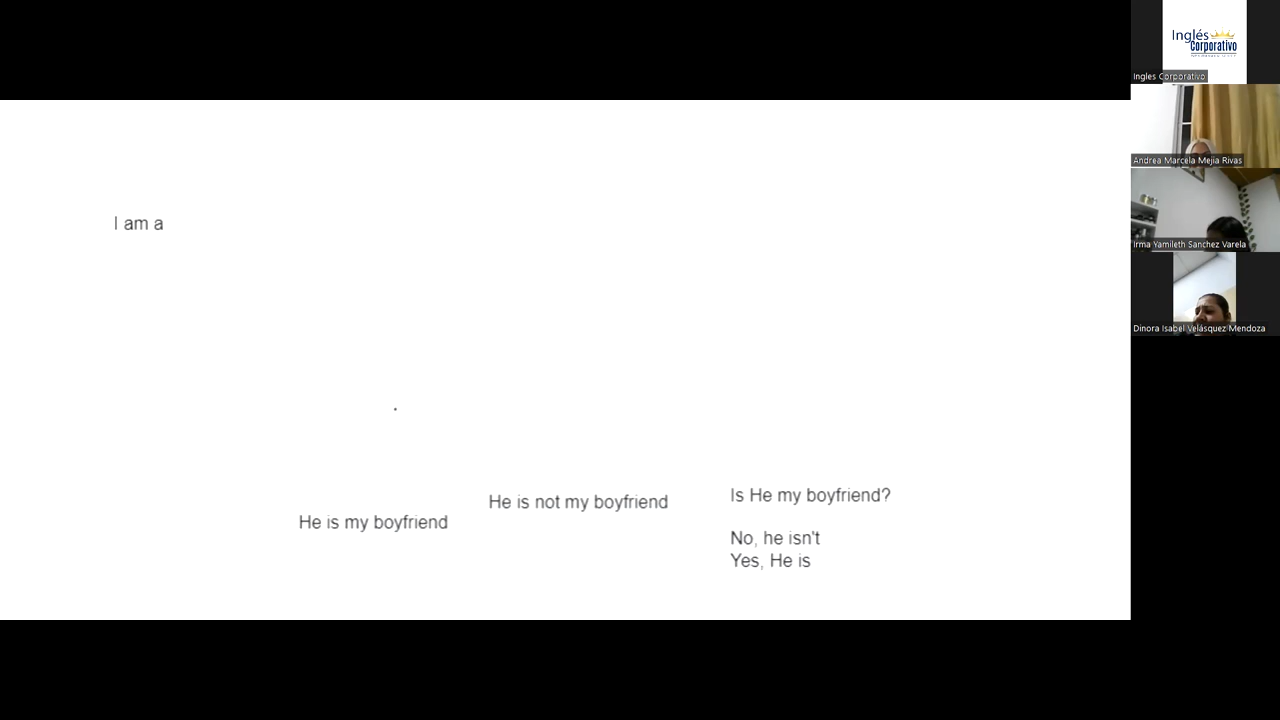 I am a
He is my boyfriend
He is not my boyfriend
Is He my boyfriend?
No, he isn't
Yes, He is
Inglés
Corporativo
Ingles Corporativo
Andrea Marcela Mejia Rivas
Irma Yamileth Sanchez Varela
Dinora Isabel Velásquez Mendoza